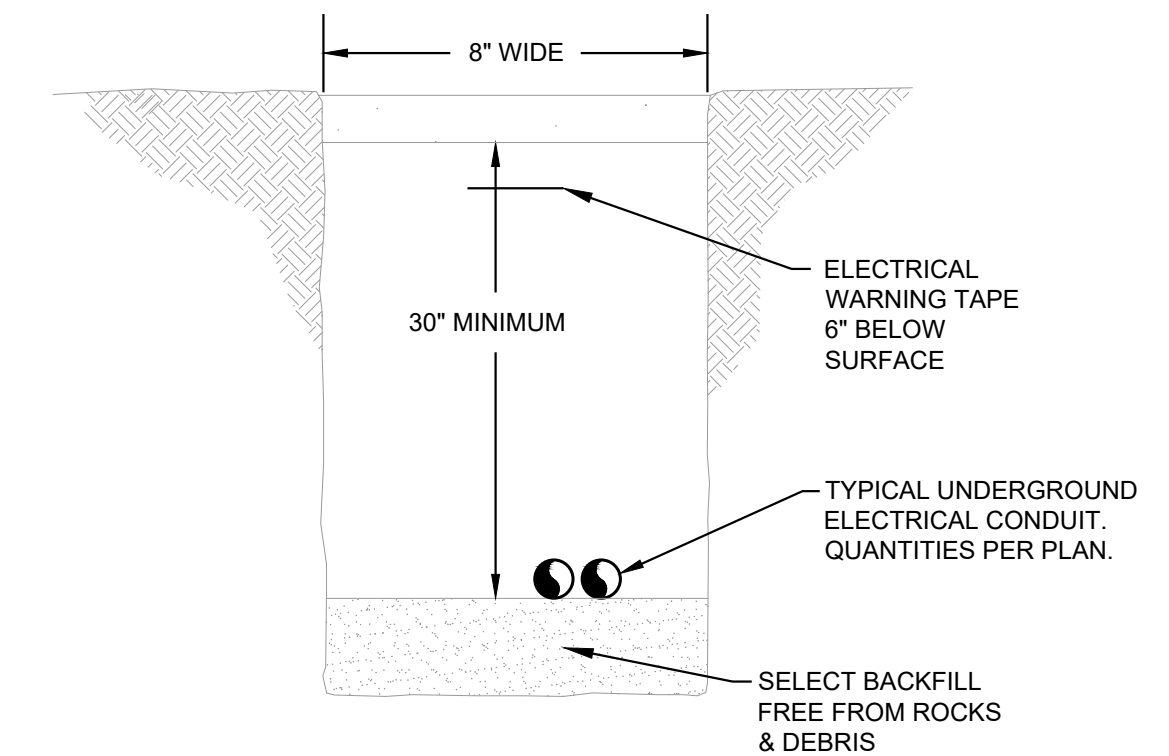 8" WIDE
ELECTRICAL
WARNING TAPE
6" BELOW
SURFACE
30" MINIMUM
TYPICAL UNDERGROUND
ELECTRICAL CONDUIT.
QUANTITIES PER PLAN.
SELECT BACKFILL
FREE FROM ROCKS
& DEBRIS